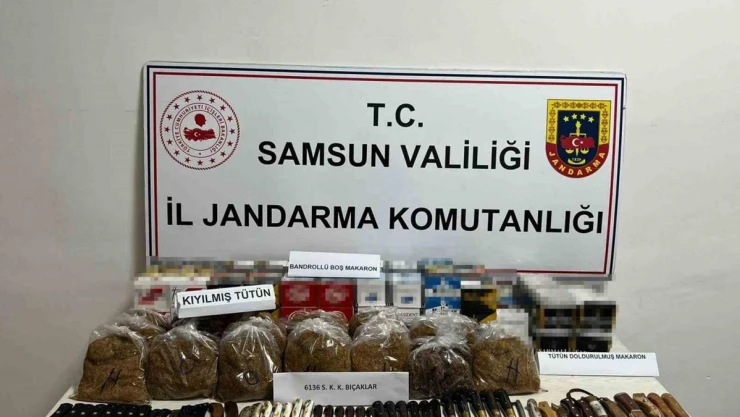 T.C.
SAMSUN VALİLİĞİ
İL JANDARMA KOMUTANLIĞI
JANDARMA
BANDROLLÜ BOŞ MAKARON
KIYILMIŞ TÜTÜN
TÜTÜN DOLDURULMUŞ MAKARON
6136 S. K. K. BIÇAKLAR